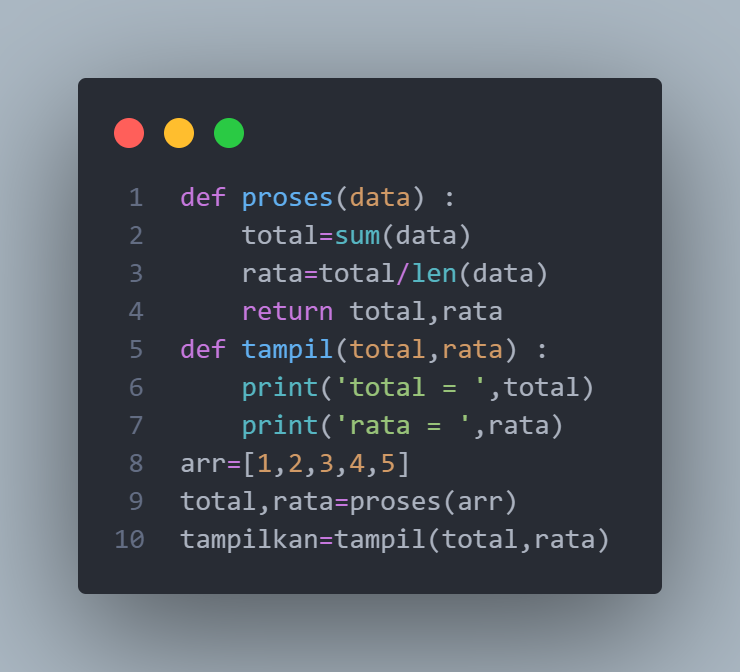 1 def proses(data) :
2     total=sum(data)
3     rata=total/len(data)
4     return total,rata
5 def tampil(total,rata) :
6     print('total = ',total)
7     print('rata = ',rata)
8 arr=[1,2,3,4,5]
9 total,rata=proses(arr)
10 tampilkan=tampil(total,rata)